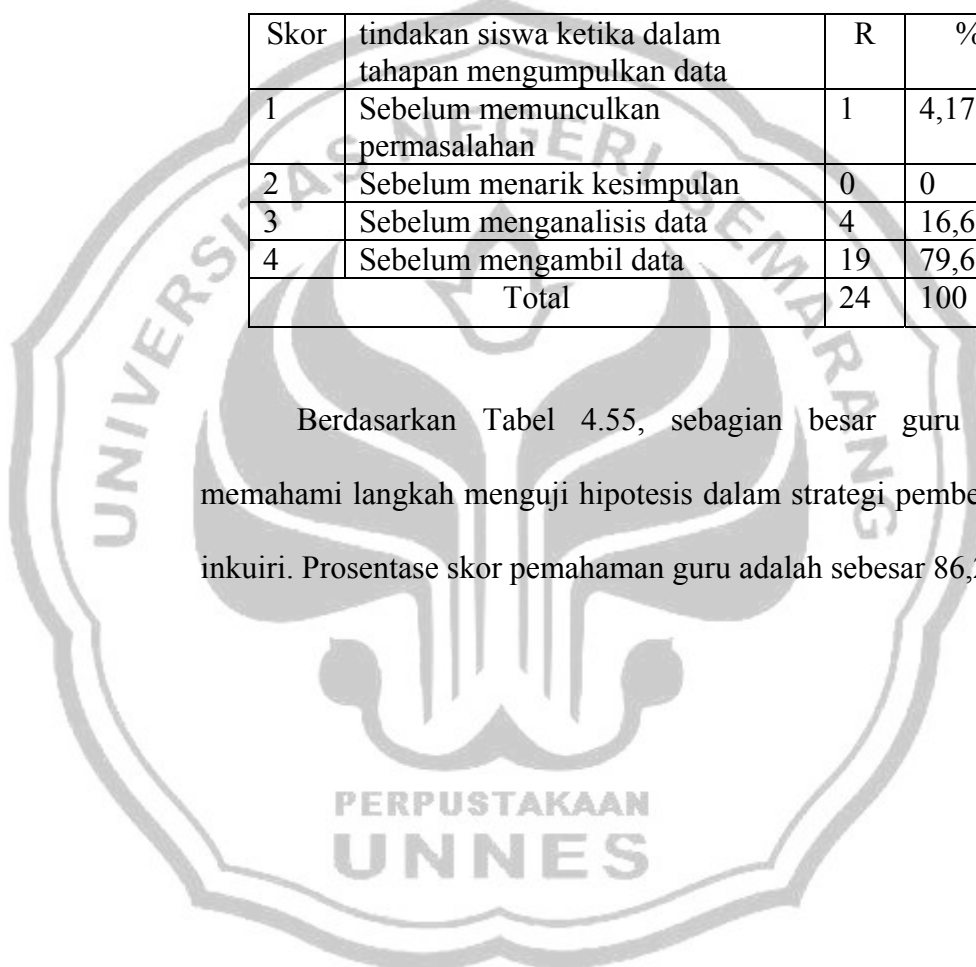 Skor tindakan siswa ketika dalam R %
tahapan mengumpulkan data
1 Sebelum memunculkan 1 4,17
permasalahan
2 Sebelum menarik kesimpulan 0 0
3 Sebelum menganalisis data 4 16,6
4 Sebelum mengambil data 19 79,6
Total 24 100
Berdasarkan Tabel 4.55, sebagian besar guru
memahami langkah menguji hipotesis dalam strategi
inkuiri. Prosentase skor pemahaman guru adalah sebesar 86,
UNIVERSITAS NEGERI SEMARANG
PERPUSTAKAAN
UNNES